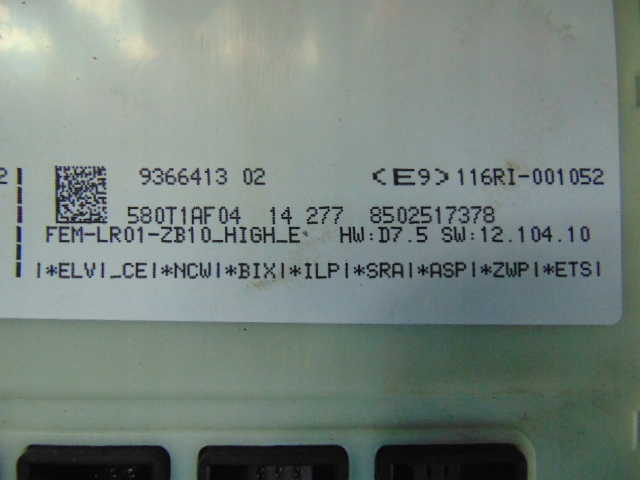 2 9366413 02 <E9> 116RI-001052
580T1AF04 14 277 8502517378
FEM-LR01-ZB10_HIGH_E HW:D7.5 SW:12.104.10
|*ELV|_CE|*NCW|*BIX|*ILP|*SRA|*ASP|*ZWP|*ETS|